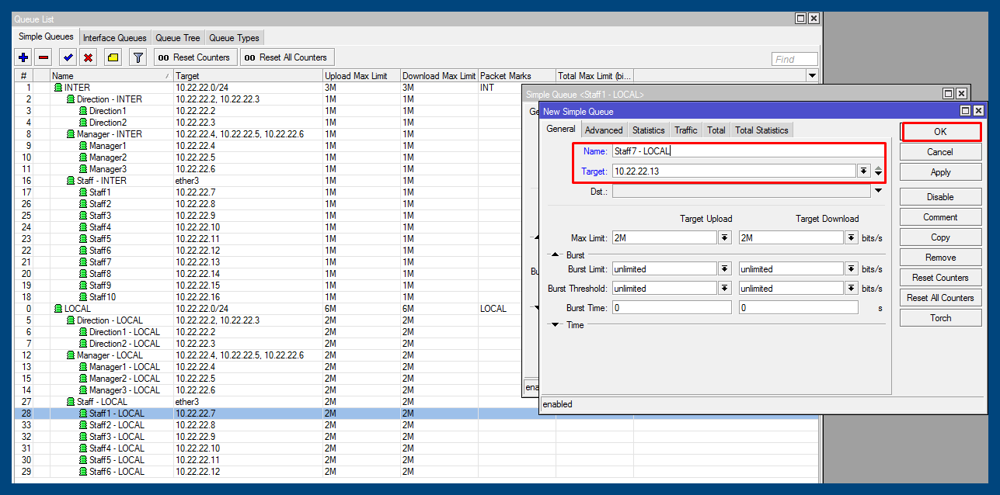 Queue List
Simple Queues Interface Queues Queue Tree Queue Types
00 Reset Counters 00 Reset All Counters Find
# Name / Target Upload Max Limit Download Max Limit Packet Marks Total Max Limit (bi...
1 INTER 10.22.22.0/24 3M 3M INT
2 Direction - INTER 10.22.22.2, 10.22.22.3 1M 1M
3 Direction1 10.22.22.2 1M 1M
4 Direction2 10.22.22.3 1M 1M
8 Manager - INTER 10.22.22.4, 10.22.22.5, 10.22.22.6 1M 1M
9 Manager1 10.22.22.4 1M 1M
10 Manager2 10.22.22.5 1M 1M
11 Manager3 10.22.22.6 1M 1M
16 Staff - INTER ether3 1M 1M
17 Staff1 10.22.22.7 1M 1M
26 Staff2 10.22.22.8 1M 1M
25 Staff3 10.22.22.9 1M 1M
24 Staff4 10.22.22.10 1M 1M
23 Staff5 10.22.22.11 1M 1M
22 Staff6 10.22.22.12 1M 1M
21 Staff7 10.22.22.13 1M 1M
20 Staff8 10.22.22.14 1M 1M
19 Staff9 10.22.22.15 1M 1M
18 Staff10 10.22.22.16 1M 1M
0 LOCAL 10.22.22.0/24 6M 6M LOCAL
5 Direction - LOCAL 10.22.22.2, 10.22.22.3 2M 2M
6 Direction1 - LOCAL 10.22.22.2 2M 2M
7 Direction2 - LOCAL 10.22.22.3 2M 2M
12 Manager - LOCAL 10.22.22.4, 10.22.22.5, 10.22.22.6 2M 2M
13 Manager1 - LOCAL 10.22.22.4 2M 2M
15 Manager2 - LOCAL 10.22.22.5 2M 2M
14 Manager3 - LOCAL 10.22.22.6 2M 2M
27 Staff - LOCAL ether3 2M 2M
28 Staff1 - LOCAL 10.22.22.7 2M 2M
33 Staff2 - LOCAL 10.22.22.8 2M 2M
32 Staff3 - LOCAL 10.22.22.9 2M 2M
31 Staff4 - LOCAL 10.22.22.10 2M 2M
30 Staff5 - LOCAL 10.22.22.11 2M 2M
29 Staff6 - LOCAL 10.22.22.12 2M 2M
Simple Queue <Staff1 - LOCAL>
Ge
Bu
ena
New Simple Queue
General Advanced Statistics Traffic Total Total Statistics
Name: Staff7 - LOCAL
Target: 10.22.22.13
Dst.:
Target Upload Target Download
Max Limit: 2M 2M bits/s
Burst
Burst Limit: unlimited unlimited bits/s
Burst Threshold: unlimited unlimited bits/s
Burst Time: 0 0 s
Time
enabled
OK
Cancel
Apply
Disable
Comment
Copy
Remove
Reset Counters
Reset All Counters
Torch